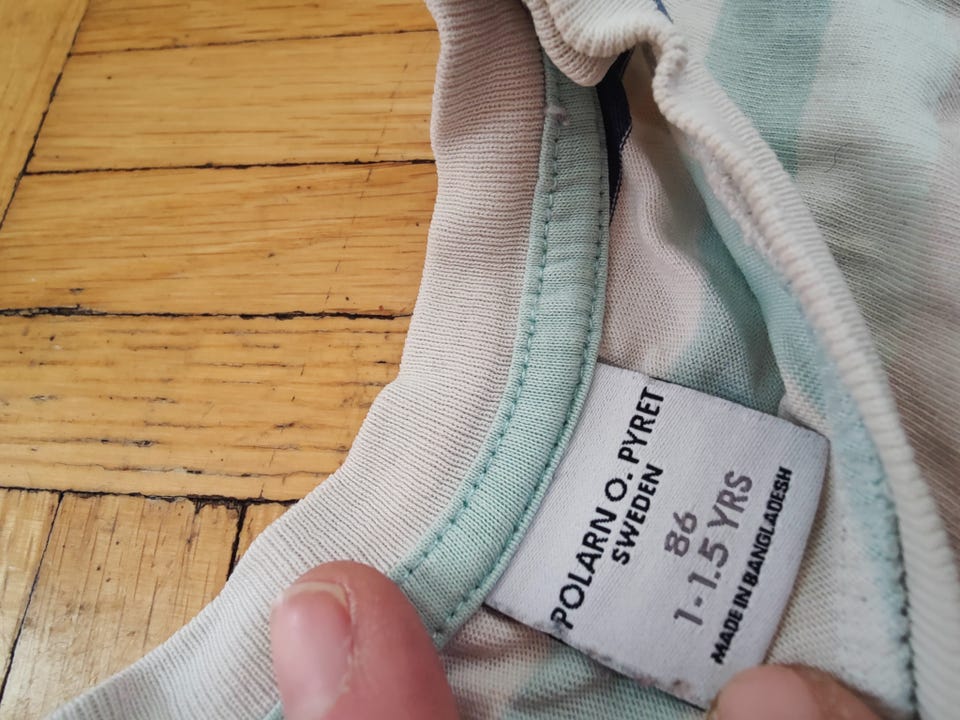 POLARN O. PYRET
SWEDEN
86
1-1.5 YRS
MADE IN BANGLADESH